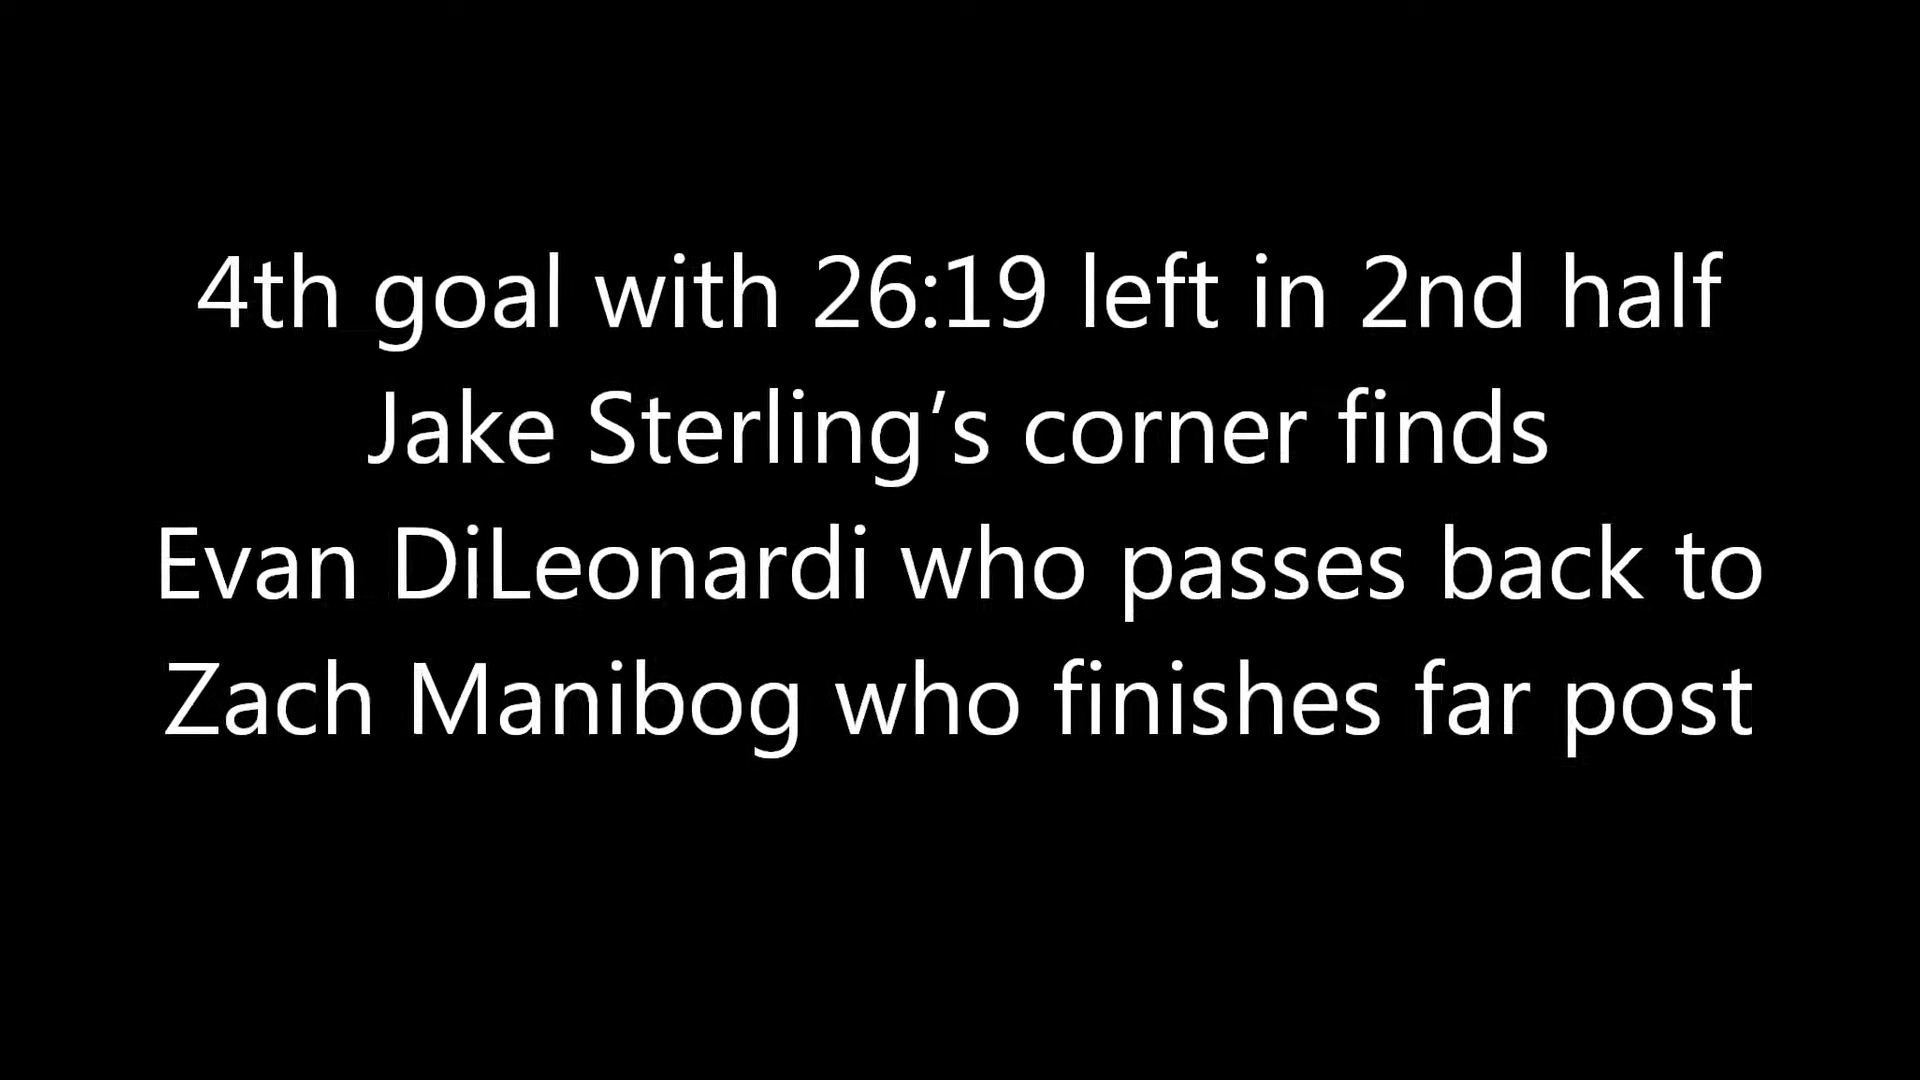 4th goal with 26:19 left in 2nd half
Jake Sterling’s corner finds
Evan DiLeonardi who passes back to
Zach Manibog who finishes far post